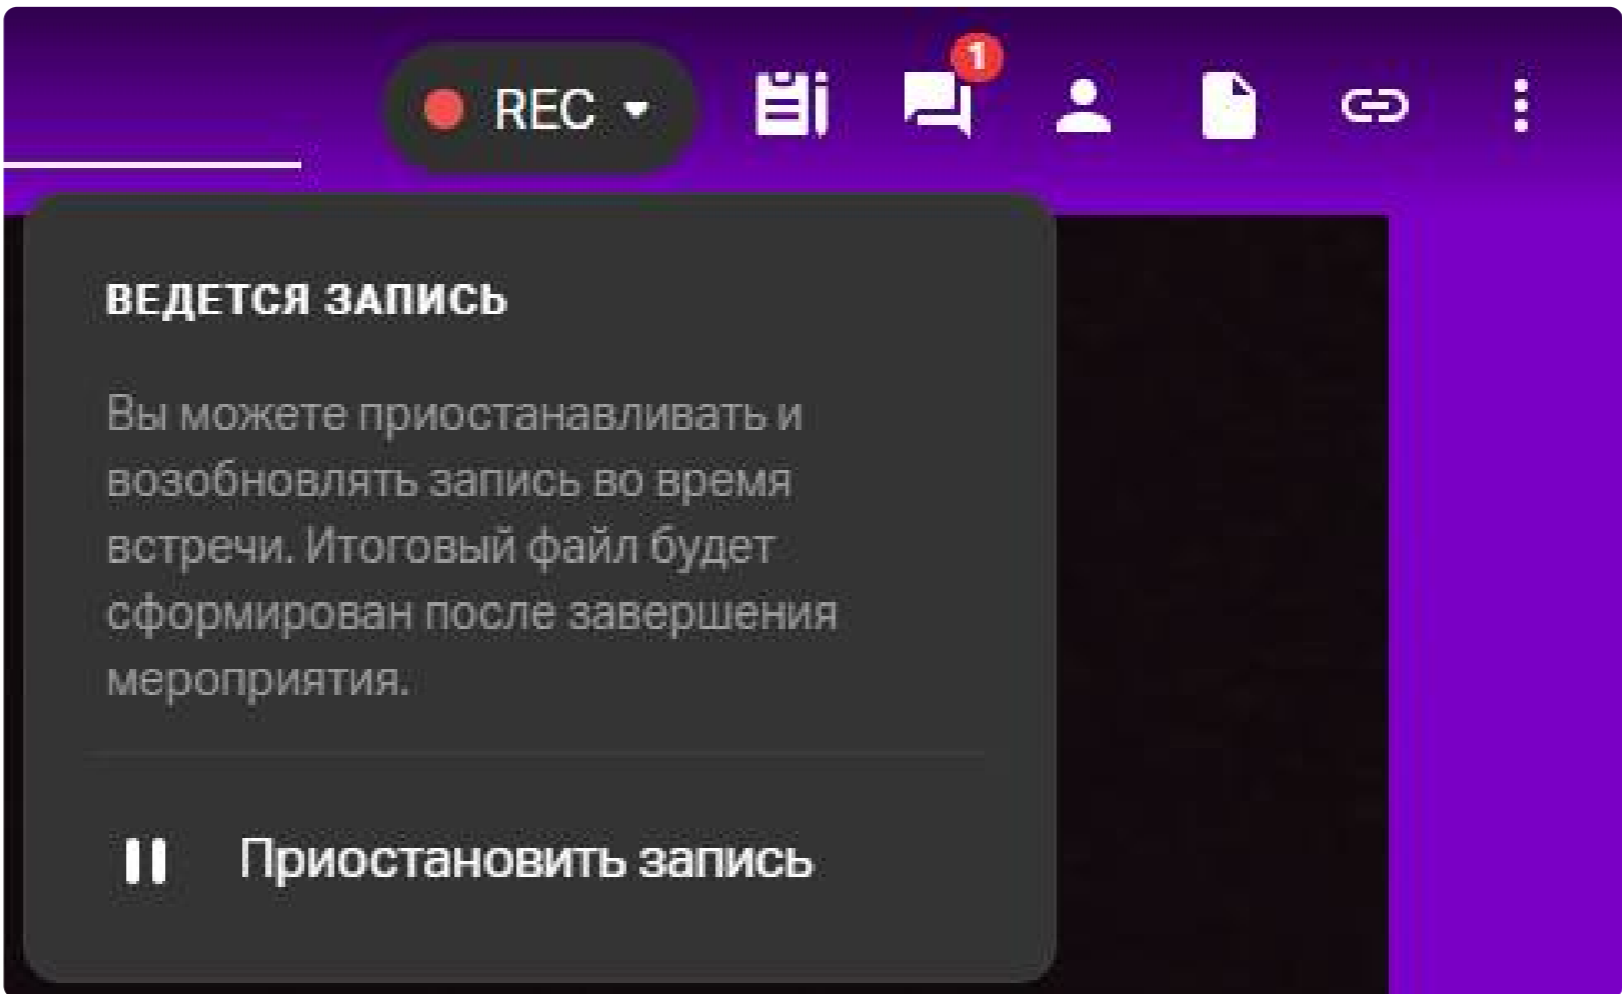 REC
1
ВЕДЕТСЯ ЗАПИСЬ
Вы можете приостанавливать и
возобновлять запись во время
встречи. Итоговый файл будет
сформирован после завершения
мероприятия.
Приостановить запись